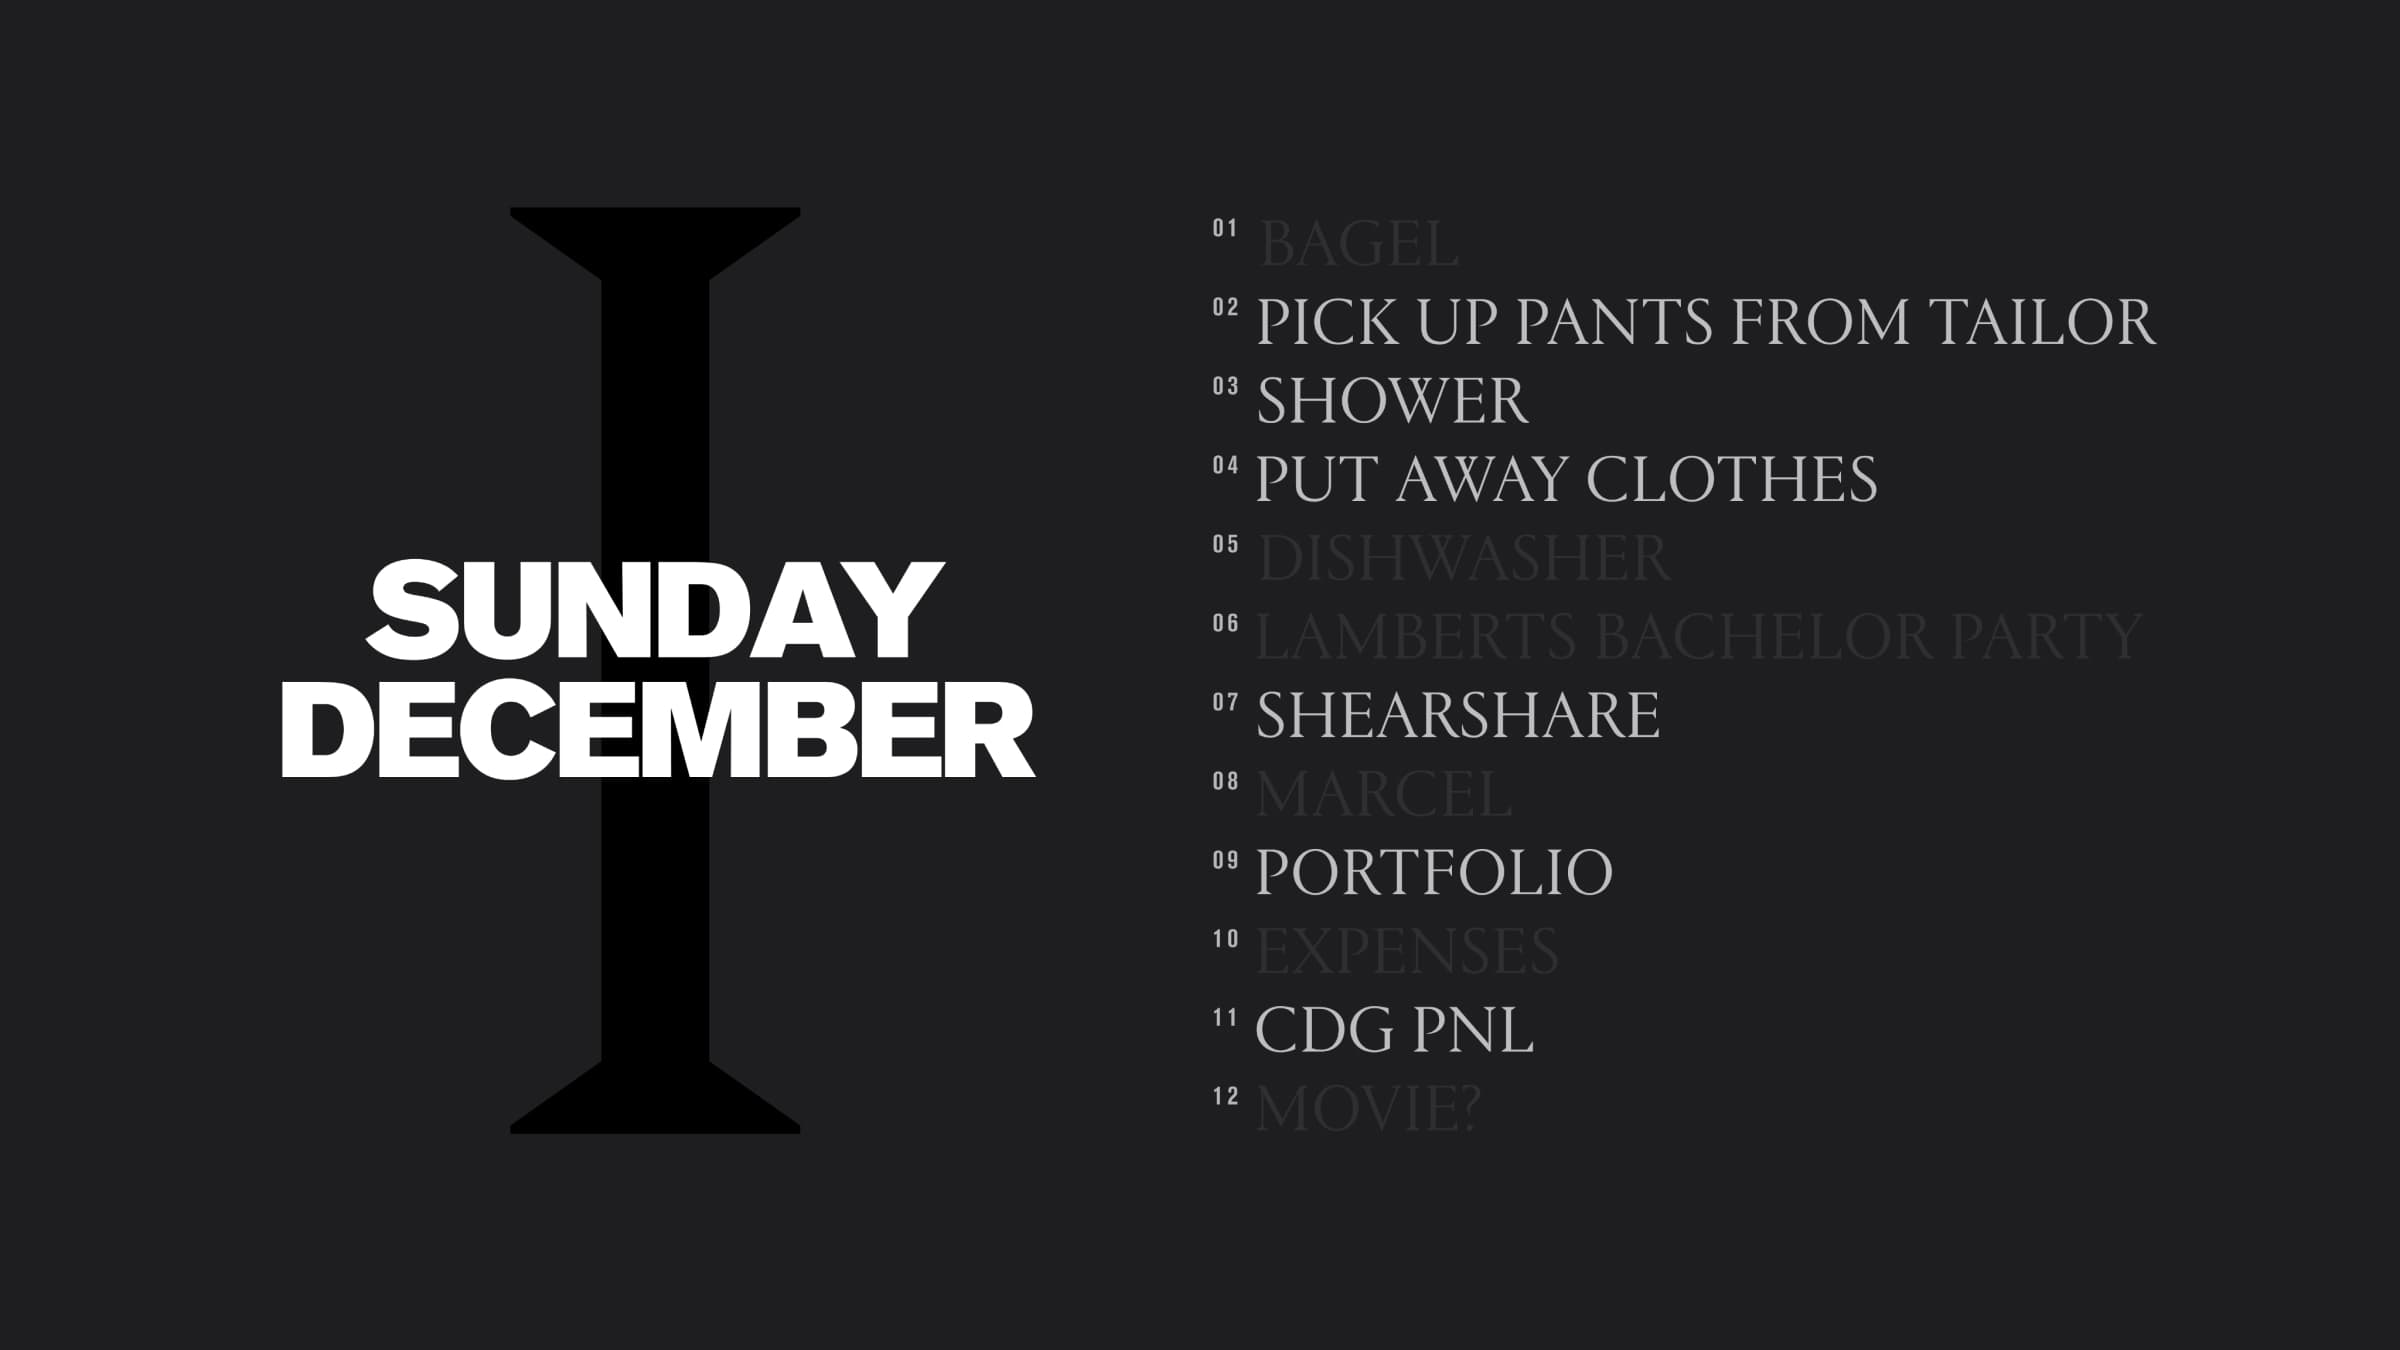 I
SUNDAY
DECEMBER
01 BAGEL
02 PICK UP PANTS FROM TAILOR
03 SHOWER
04 PUT AWAY CLOTHES
05 DISHWASHER
06 LAMBERTS BACHELOR PARTY
07 SHEARSHARE
08 MARCEL
09 PORTFOLIO
10 EXPENSES
11 CDG PNL
12 MOVIE?